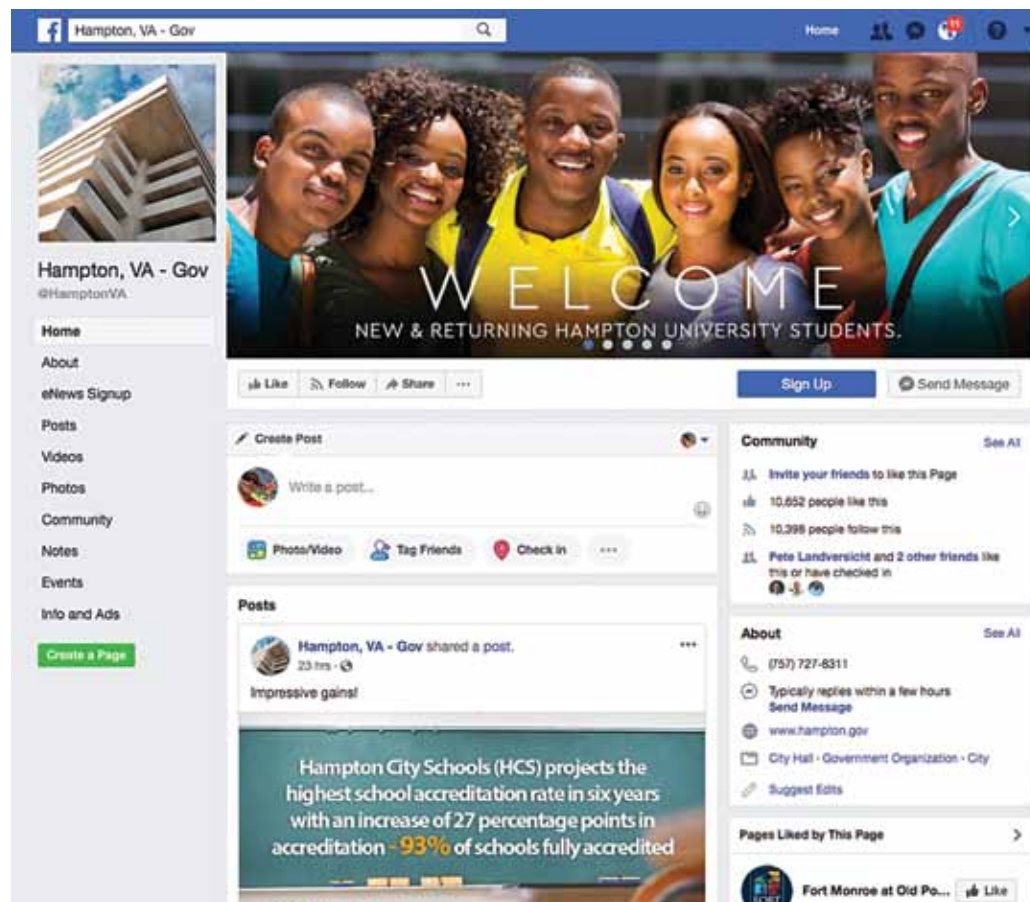 Hampton, VA - Gov
Home
11
WELCOME
NEW & RETURNING HAMPTON UNIVERSITY STUDENTS.
Hampton, VA - Gov
@HamptonVA
Home
About
eNews Signup
Posts
Videos
Photos
Community
Notes
Events
Info and Ads
Create a Page
Like
Follow
Share
Sign Up
Send Message
Create Post
Write a post...
Photo/Video
Tag Friends
Check in
Posts
Hampton, VA - Gov shared a post.
23 hrs
Impressive gains!
Hampton City Schools (HCS) projects the
highest school accreditation rate in six years
with an increase of 27 percentage points in
accreditation - 93% of schools fully accredited
Community
See All
Invite your friends to like this Page
10,652 people like this
10,398 people follow this
Pete Landversicht and 2 other friends like
this or have checked in
About
See All
(757) 727-8311
Typically replies within a few hours
Send Message
www.hampton.gov
City Hall · Government Organization · City
Suggest Edits
Pages Liked by This Page
FORT
Fort Monroe at Old Po...
Like